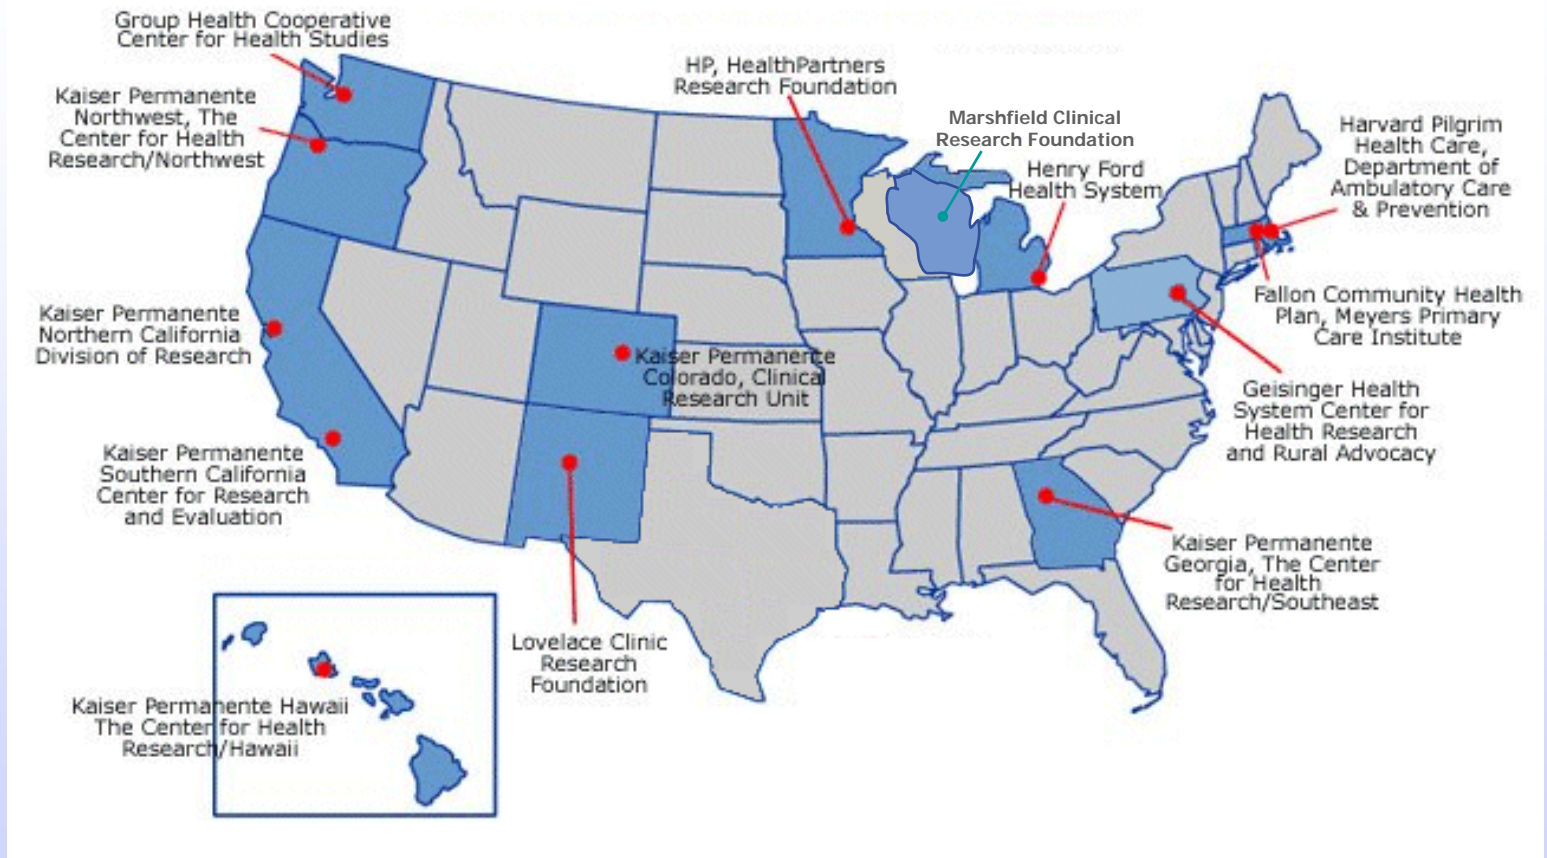 Group Health Cooperative
Center for Health Studies
Kaiser Permanente
Northwest, The
Center for Health
Research/Northwest
HP, HealthPartners
Research Foundation
Marshfield Clinical
Research Foundation
Henry Ford
Health System
Harvard Pilgrim
Health Care,
Department of
Ambulatory Care
& Prevention
Fallon Community Health
Plan, Meyers Primary
Care Institute
Kaiser Permanente
Northern California
Division of Research
Kaiser Permanente
Colorado, Clinical
Research Unit
Geisinger Health
System Center for
Health Research
and Rural Advocacy
Kaiser Permanente
Southern California
Center for Research
and Evaluation
Kaiser Permanente
Georgia, The Center
for Health
Research/Southeast
Lovelace Clinic
Research
Foundation
Kaiser Permanente Hawaii
The Center for Health
Research/Hawaii